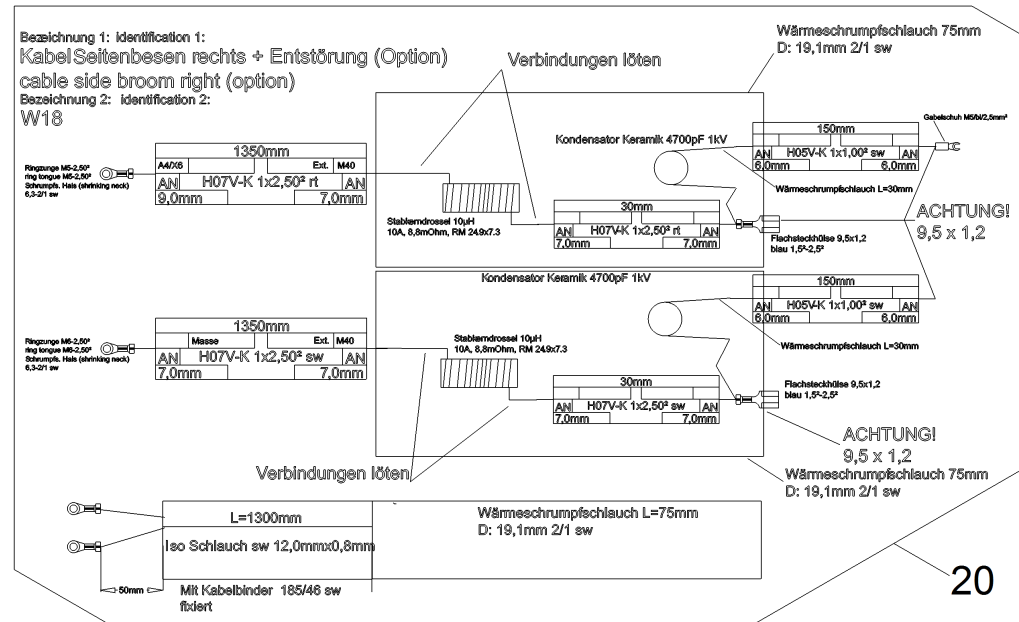 Bezeichnung 1: identification 1:
Kabel Seitenbesen rechts + Entstörung (Option)
cable side broom right (option)
Bezeichnung 2: identification 2:
W18
Verbindungen löten
Wärmeschrumpfschlauch 75mm
D: 19,1mm 2/1 sw
Ringzunge M5-2,50²
ring tongue M5-2,50²
Schrumpfs. Hals (shrinking neck)
6,3-2/1 sw
1350mm
A4/X6 Ext. M40
AN H07V-K 1x2,50² rt AN
9,0mm 7,0mm
Kondensator Keramik 4700pF 1kV
150mm
AN H05V-K 1x1,00² sw AN
6,0mm 6,0mm
Gabelschuh M5/bl/2,5mm²
Wärmeschrumpfschlauch L=30mm
Stabkerndrossel 10µH
10A, 8,8mOhm, RM 24.9x7.3
30mm
AN H07V-K 1x2,50² rt AN
7,0mm 7,0mm
Flachsteckhülse 9,5x1,2
blau 1,5²-2,5²
ACHTUNG!
9,5 x 1,2
Kondensator Keramik 4700pF 1kV
150mm
AN H05V-K 1x1,00² sw AN
6,0mm 6,0mm
Wärmeschrumpfschlauch L=30mm
Ringzunge M6-2,50²
ring tongue M6-2,50²
Schrumpfs. Hals (shrinking neck)
6,3-2/1 sw
1350mm
Masse Ext. M40
AN H07V-K 1x2,50² sw AN
7,0mm 7,0mm
Stabkerndrossel 10µH
10A, 8,8mOhm, RM 24.9x7.3
30mm
AN H07V-K 1x2,50² sw AN
7,0mm 7,0mm
Flachsteckhülse 9,5x1,2
blau 1,5²-2,5²
ACHTUNG!
9,5 x 1,2
Verbindungen löten
Wärmeschrumpfschlauch 75mm
D: 19,1mm 2/1 sw
L=1300mm
Iso Schlauch sw 12,0mmx0,8mm
Wärmeschrumpfschlauch L=75mm
D: 19,1mm 2/1 sw
50mm
Mit Kabelbinder 185/46 sw
fixiert
20